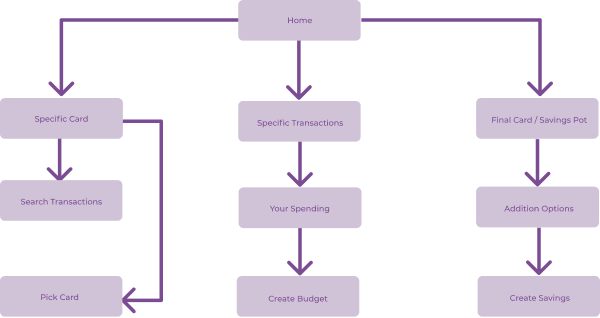 Home
Specific Card
Specific Transactions
Final Card / Savings Pot
Search Transactions
Your Spending
Addition Options
Pick Card
Create Budget
Create Savings